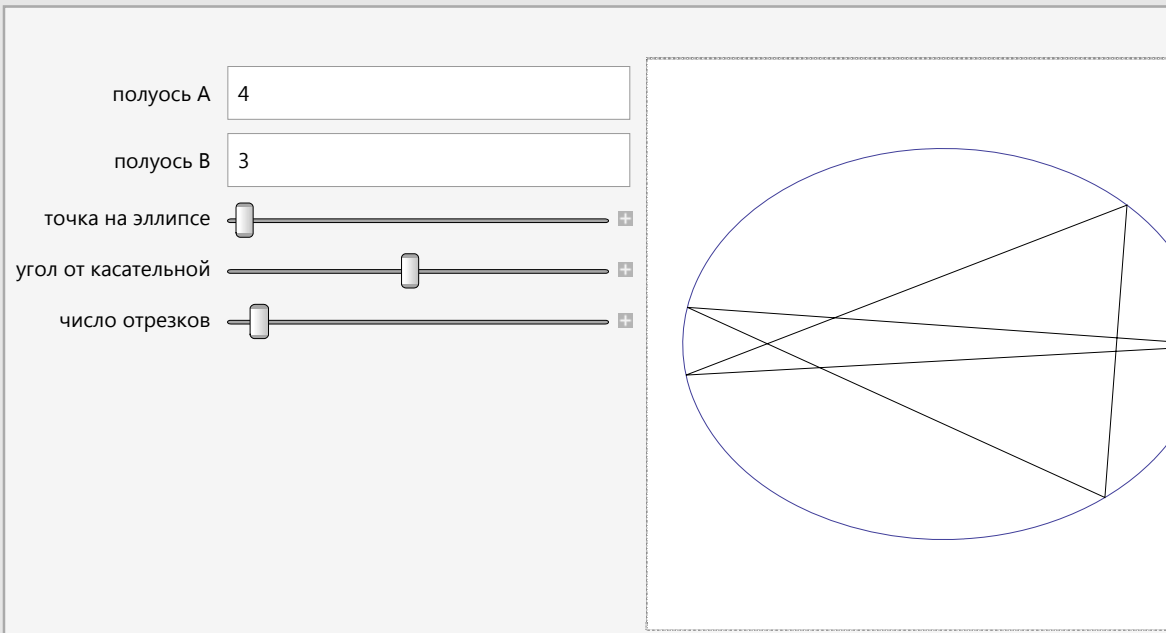 полуось A 4
полуось B 3
точка на эллипсе
угол от касательной
число отрезков